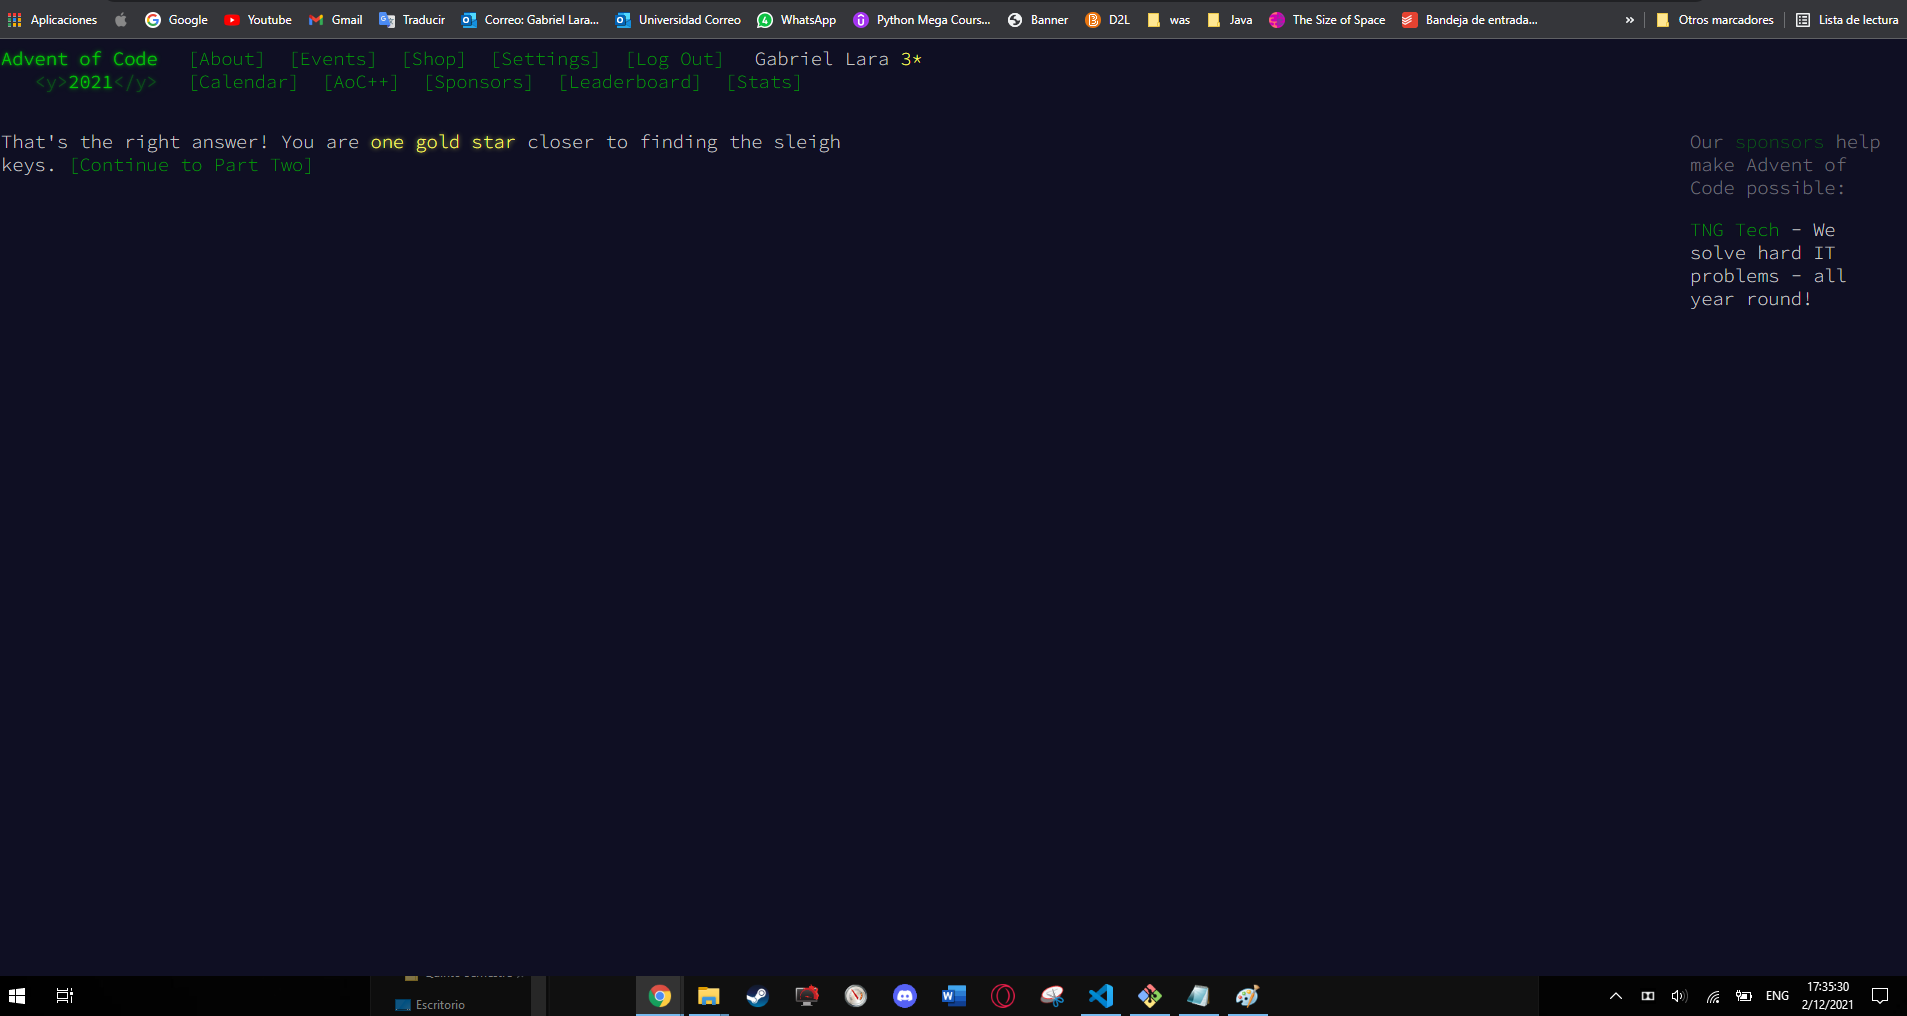 Aplicaciones Google Youtube Gmail Traducir Correo: Gabriel Lara... Universidad Correo WhatsApp Python Mega Cours... Banner D2L was Java The Size of Space Bandeja de entrada... » Otros marcadores Lista de lectura
Advent of Code [About] [Events] [Shop] [Settings] [Log Out] Gabriel Lara 3*
<y>2021</y> [Calendar] [AoC++] [Sponsors] [Leaderboard] [Stats]
That's the right answer! You are one gold star closer to finding the sleigh
keys. [Continue to Part Two]
Our sponsors help
make Advent of
Code possible:
TNG Tech - We
solve hard IT
problems - all
year round!
Escritorio
ENG
17:35:30
2/12/2021